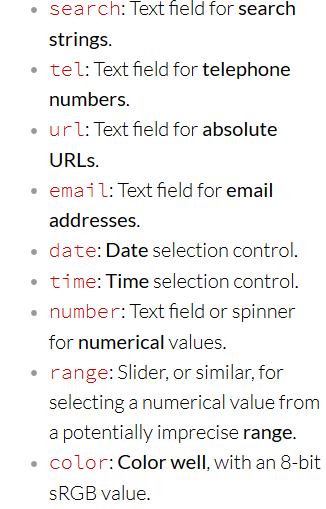 search: Text field for search
strings.
tel: Text field for telephone
numbers.
url: Text field for absolute
URLs.
email: Text field for email
addresses.
date: Date selection control.
time: Time selection control.
number: Text field or spinner
for numerical values.
range: Slider, or similar, for
selecting a numerical value from
a potentially imprecise range.
color: Color well, with an 8-bit
sRGB value.